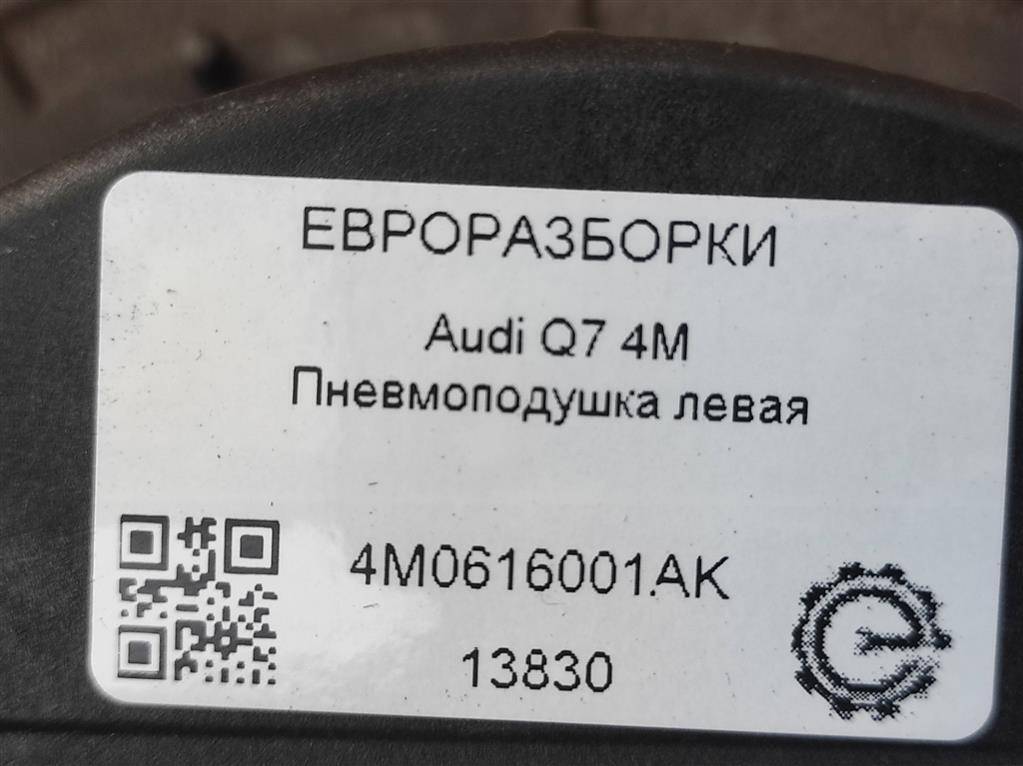 ЕВРОРАЗБОРКИ
Audi Q7 4M
Пневмоподушка левая
4M0616001AK
13830